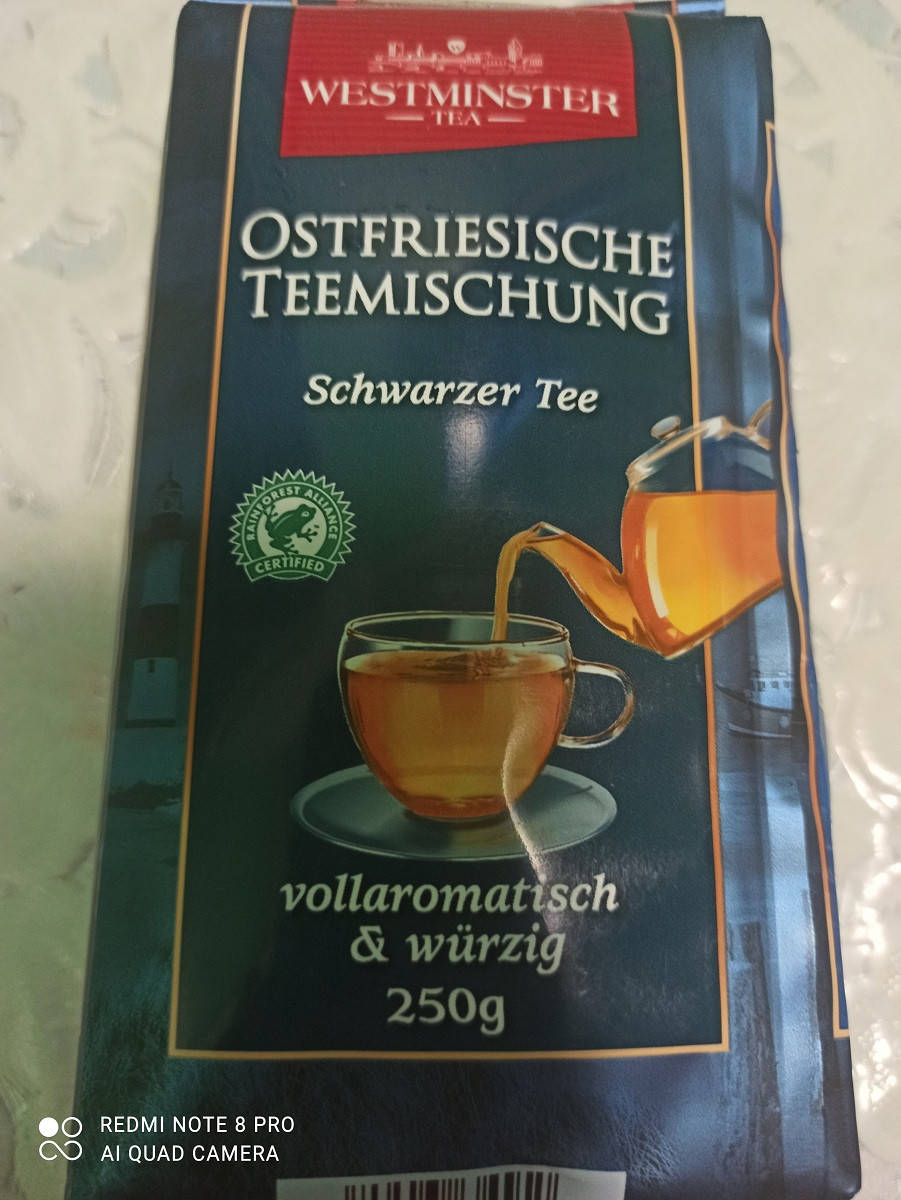 WESTMINSTER
TEA
OSTFRIESISCHE
TEEMISCHUNG
Schwarzer Tee
RAINFOREST ALLIANCE
CERTIFIED
vollaromatisch
& würzig
250g
REDMI NOTE 8 PRO
AI QUAD CAMERA